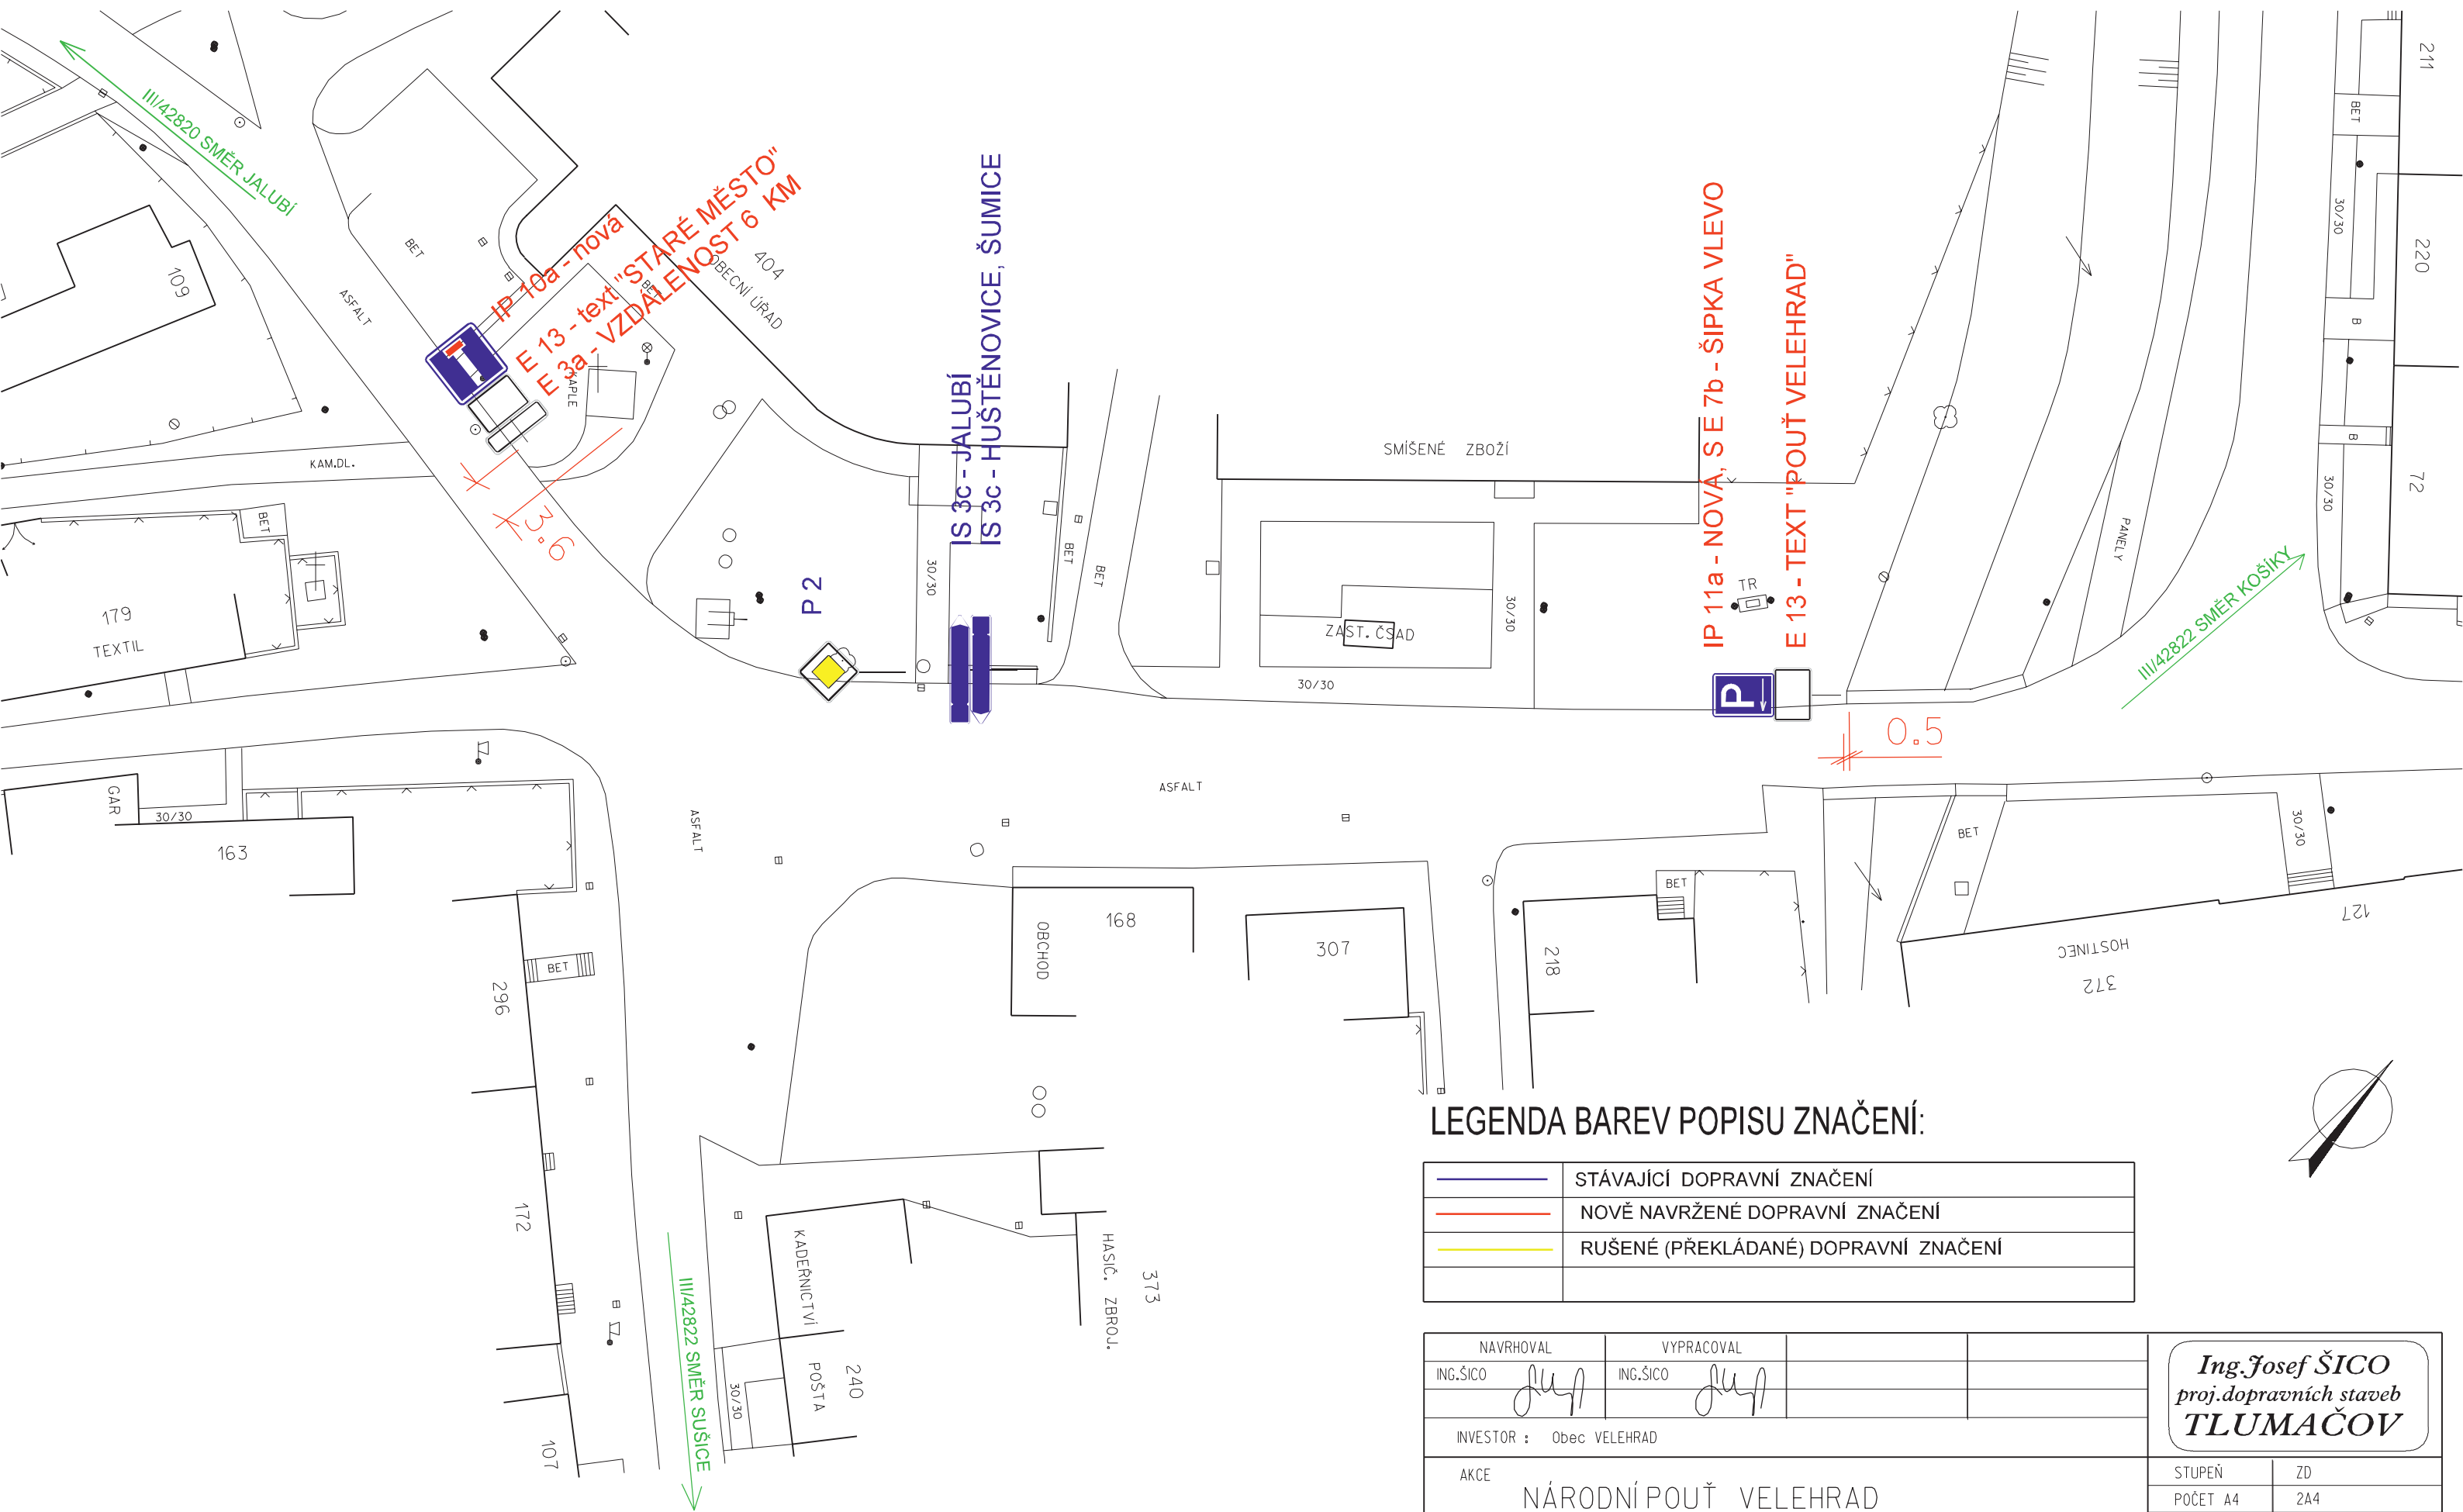 III/42820 SMĚR JALUBÍ
109
BET
ASFALT
KAM.DL.
IP 10a - nová
E 13 - text "STARÉ MĚSTO"
E 3a - VZDÁLENOST 6 KM
BET
404
OBECNÍ ÚŘAD
KAPLE
3.6
BET
179
TEXTIL
P 2
IS 3c - JALUBÍ
IS 3c - HUŠTĚNOVICE, ŠUMICE
30/30
BET
BET
SMÍŠENÉ ZBOŽÍ
ZAST. ČSAD
30/30
30/30
IP 11a - NOVÁ, S E 7b - ŠIPKA VLEVO
E 13 - TEXT "POUŤ VELEHRAD"
TR
P
0.5
PANELY
III/42822 SMĚR KOŠÍKY
211
BET
30/30
220
B
B
30/30
72
GAR
30/30
163
ASFALT
ASFALT
BET
296
172
107
OBCHOD
168
307
218
BET
BET
30/30
HOSTINEC
372
127
III/42822 SMĚR SUŠICE
KADEŘNICTVÍ
POŠTA
240
30/30
HASIČ. ZBROJ.
373
LEGENDA BAREV POPISU ZNAČENÍ:
STÁVAJÍCÍ DOPRAVNÍ ZNAČENÍ
NOVĚ NAVRŽENÉ DOPRAVNÍ ZNAČENÍ
RUŠENÉ (PŘEKLÁDANÉ) DOPRAVNÍ ZNAČENÍ
NAVRHOVAL
VYPRACOVAL
ING.ŠICO
ING.ŠICO
INVESTOR : Obec VELEHRAD
AKCE
NÁRODNÍ POUŤ VELEHRAD
Ing.Josef ŠICO
proj.dopravních staveb
TLUMAČOV
STUPEŇ ZD
POČET A4 2A4